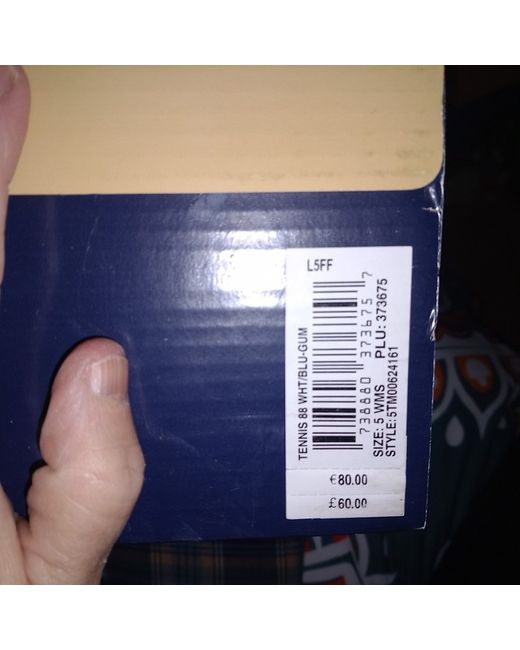 L5FF
TENNIS 88 WHT/BLU-GUM
738880 373675 7
SIZE: 5 WMS PLU: 373675
STYLE: 5TM00624161
€80.00
£60.00